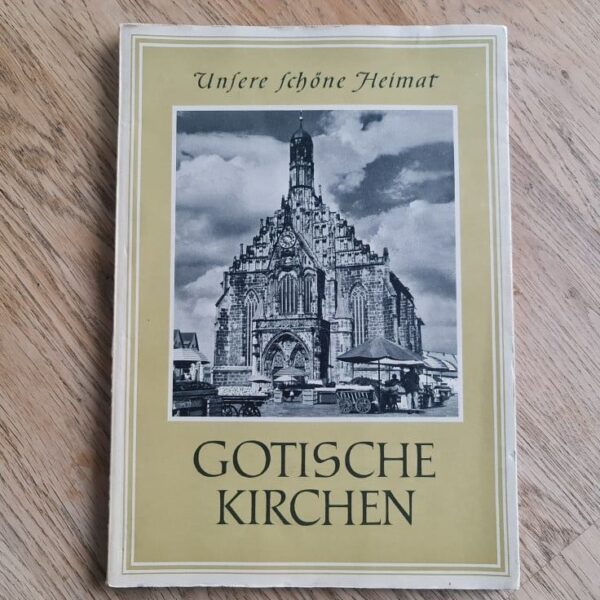 Unsere schöne Heimat
GOTISCHE
KIRCHEN